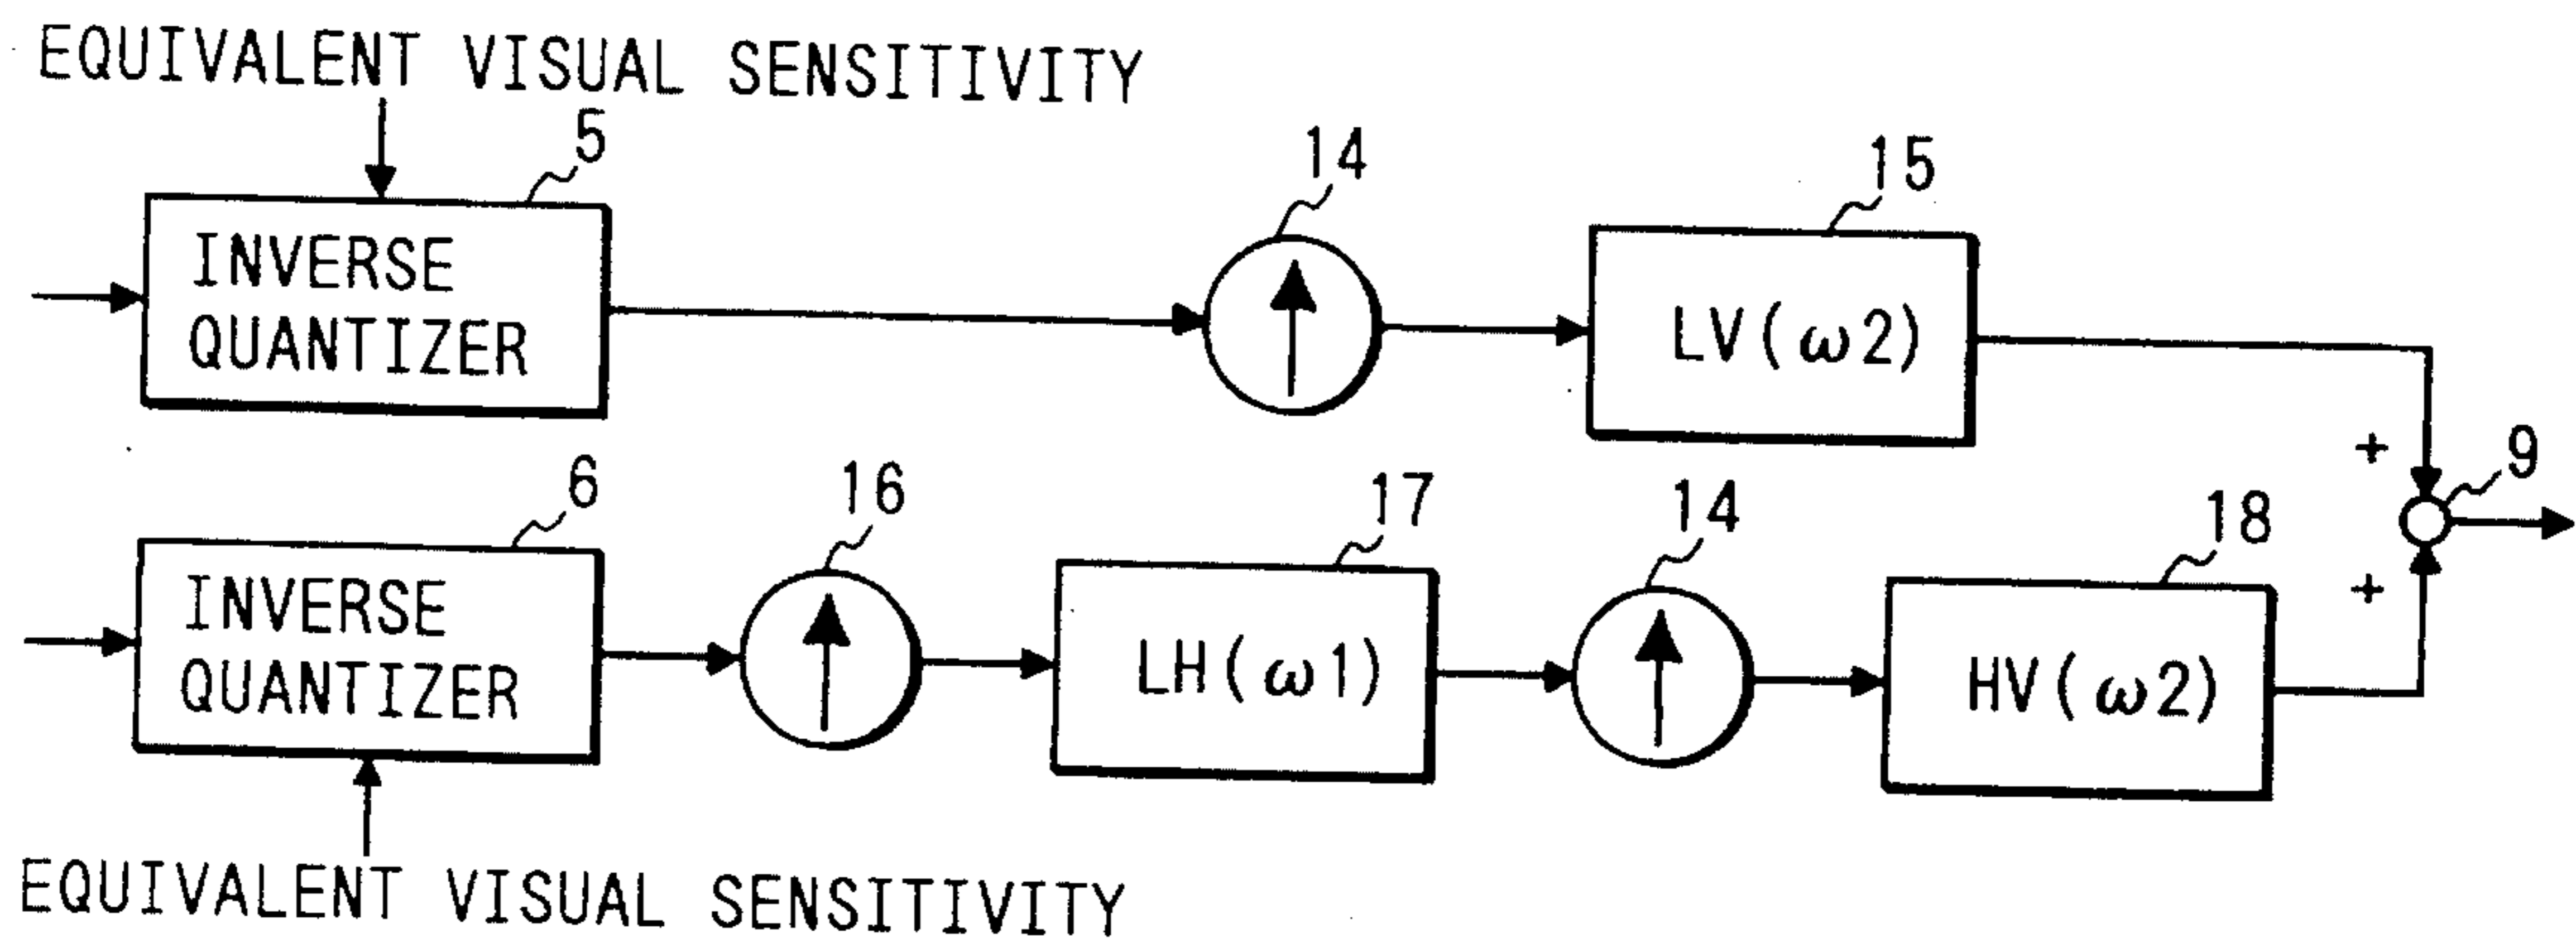 EQUIVALENT VISUAL SENSITIVITY
5
14
15
INVERSE
QUANTIZER
LV(ω2)
+
9
6
16
17
14
18
+
INVERSE
QUANTIZER
LH(ω1)
HV(ω2)
EQUIVALENT VISUAL SENSITIVITY